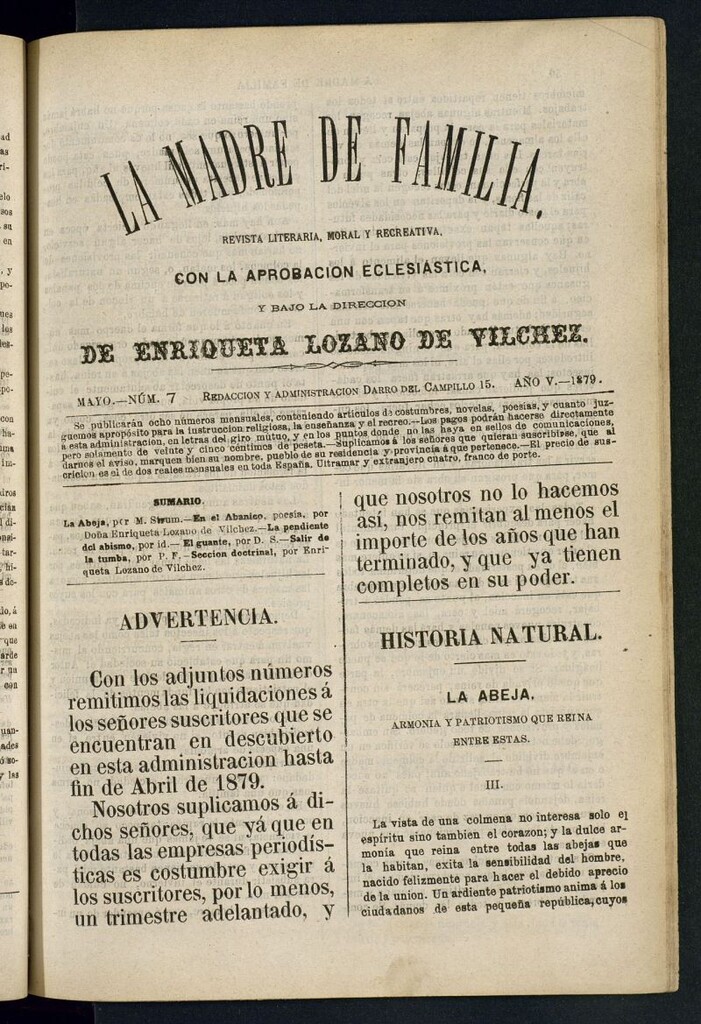 LA MADRE DE FAMILIA.
REVISTA LITERARIA, MORAL Y RECREATIVA,
CON LA APROBACION ECLESIÁSTICA,
Y BAJO LA DIRECCION
DE ENRIQUETA LOZANO DE VILCHEZ.
MAYO.—NÚM. 7 REDACCION Y ADMINISTRACION DARRO DEL CAMPILLO 15. AÑO V.—1879.
Se publicarán ocho números mensuales, conteniendo artículos de costumbres, novelas, poesías, y cuanto juz-
guemos apropósito para la instruccion religiosa, la enseñanza y el recreo.—Los pagos podrán hacerse directamente
á esta administracion, en letras del giro mútuo, y en los puntos donde no las haya en sellos de comunicaciones,
pero solamente de veinte y cinco céntimos de peseta.—Suplicamos á los señores que quieran suscribirse, que al
darnos el aviso, marquen bien su nombre, pueblo de su residencia y provincia á que pertenece.—El precio de sus-
cricion es el de dos reales mensuales en toda España. Ultramar y extranjero cuatro, franco de porte.
SUMARIO.
La Abeja, por M. Sturm.—En el Abanico, poesía, por
Doña Enriqueta Lozano de Vilchez.—La pendiente
del abismo, por id.—El guante, por D. S.—Salir de
la tumba, por P. F.—Seccion doctrinal, por Enri-
queta Lozano de Vilchez.
ADVERTENCIA.
Con los adjuntos números
remitimos las liquidaciones á
los señores suscritores que se
encuentran en descubierto
en esta administracion hasta
fin de Abril de 1879.
Nosotros suplicamos á di-
chos señores, que yá que en
todas las empresas periodís-
ticas es costumbre exigir á
los suscritores, por lo menos,
un trimestre adelantado, y
que nosotros no lo hacemos
así, nos remitan al menos el
importe de los años que han
terminado, y que ya tienen
completos en su poder.
HISTORIA NATURAL.
LA ABEJA.
ARMONIA Y PATRIOTISMO QUE REINA
ENTRE ESTAS.
III.
La vista de una colmena no interesa solo el
espíritu sino tambien el corazon; y la dulce ar-
monía que reina entre todas las abejas que
la habitan, exita la sensibilidad del hombre,
nacido felizmente para hacer el debido aprecio
de la union. Un ardiente patriotismo anima á los
ciudadanos de esta pequeña república, cuyos